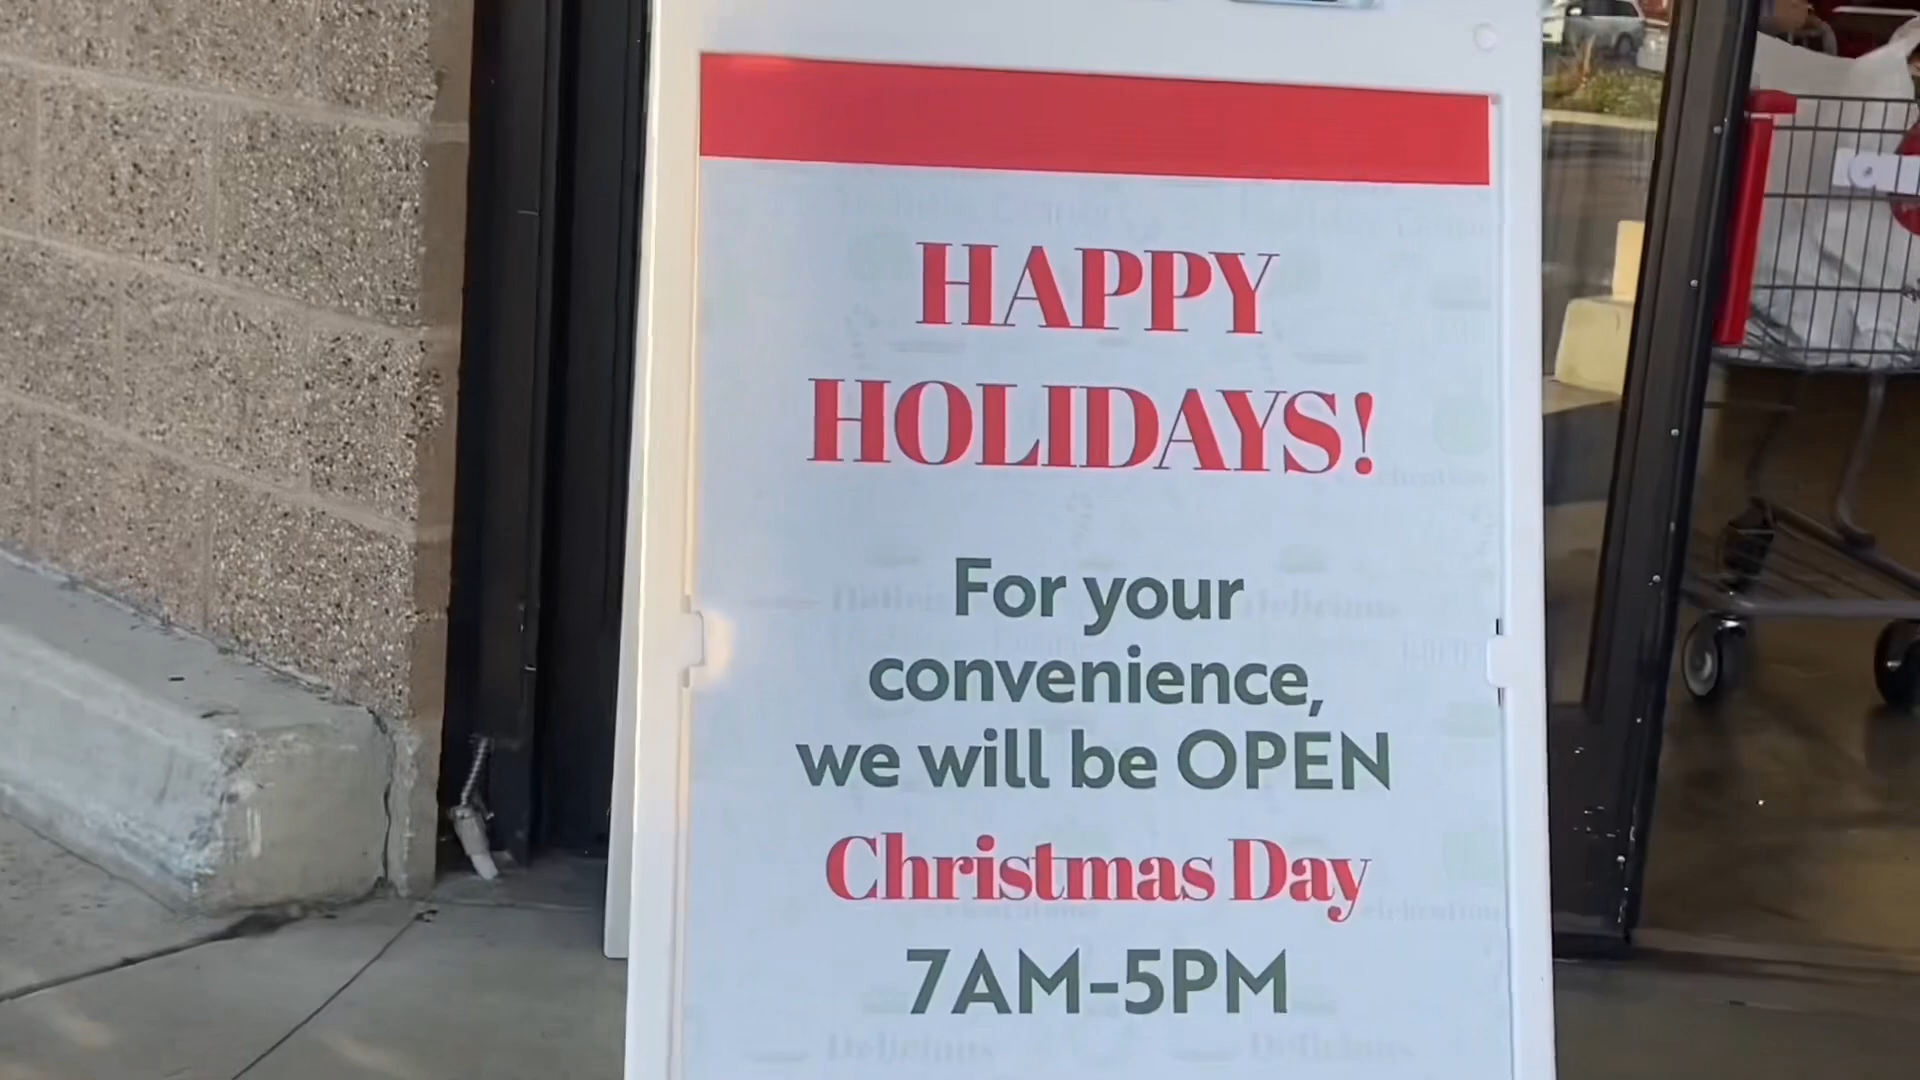 HAPPY
HOLIDAYS!
For your
convenience,
we will be OPEN
Christmas Day
7AM-5PM